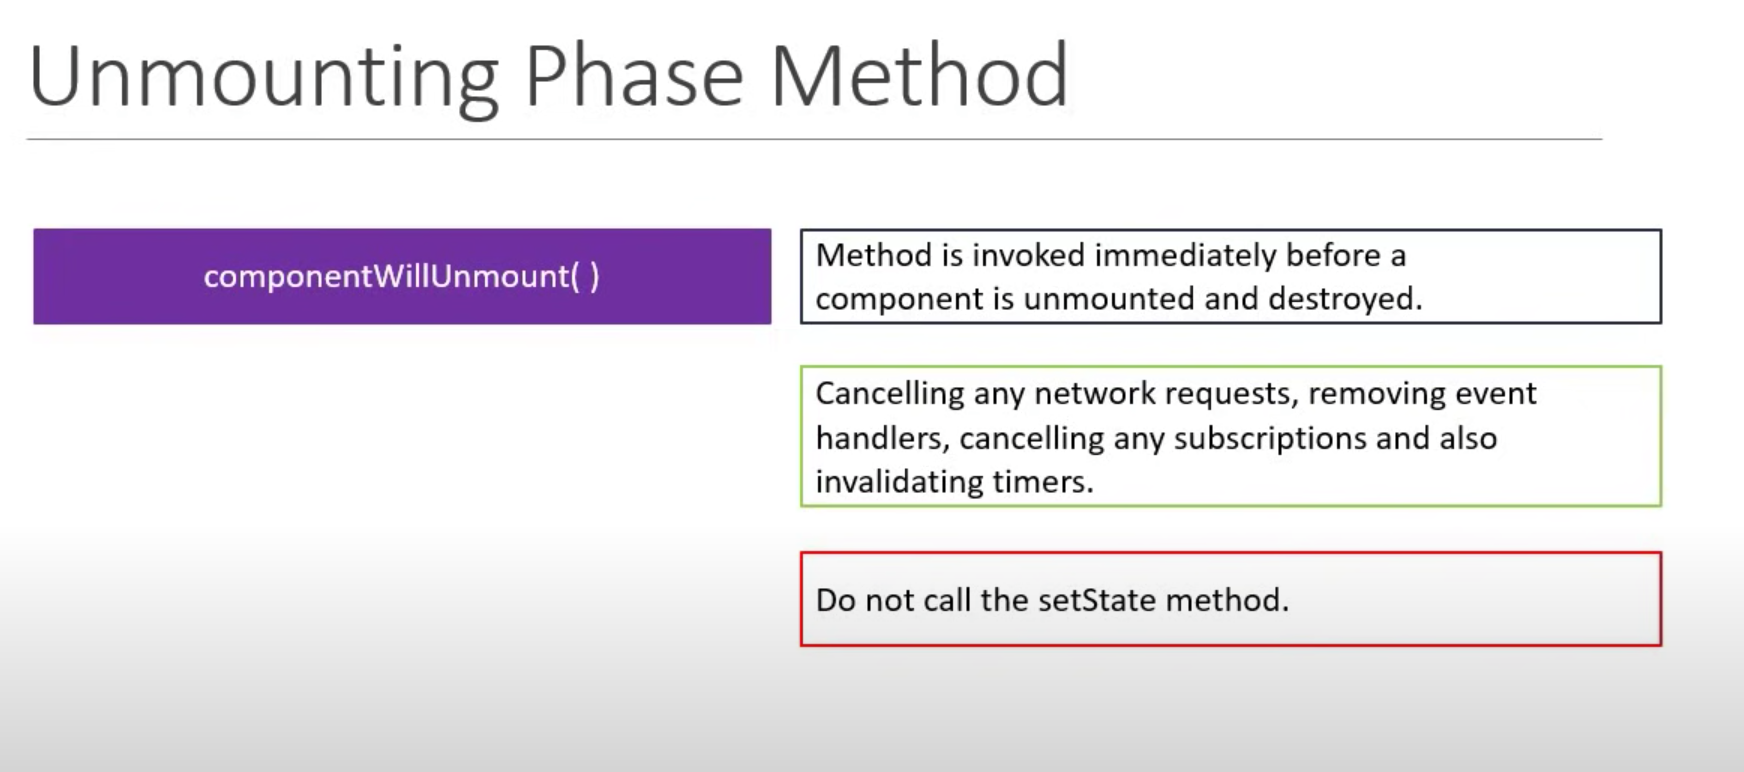 Unmounting Phase Method
componentWillUnmount( )
Method is invoked immediately before a
component is unmounted and destroyed.
Cancelling any network requests, removing event
handlers, cancelling any subscriptions and also
invalidating timers.
Do not call the setState method.